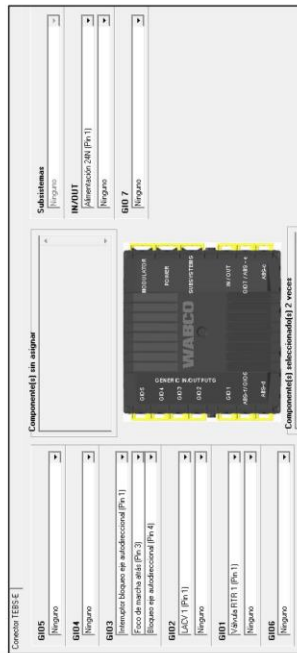 Conector TEBS-E
GIO5
Ninguno
GIO4
Ninguno
GIO3
Interruptor bloqueo eje autodireccional (Pin 1)
Foco de marcha atrás (Pin 3)
Bloqueo eje autodireccional (Pin 4)
GIO2
LACV 1 (Pin 1)
Ninguno
GIO1
Válvula RTR 1 (Pin 1)
Ninguno
GIO6
Ninguno
Componente(s) sin asignar
GENERIC IN/OUTPUTS
GIO5
GIO4
GIO3
GIO2
GIO1
ABS-f/GIO6
ABS-d
WABCO
MODULATOR
POWER
SUBSYSTEMS
IN / OUT
GIO7 / ABS - e
ABS-c
Componente(s) seleccionado(s) 2 veces
Subsistemas
Ninguno
IN/OUT
Alimentación 24N (Pin 1)
Ninguno
GIO 7
Ninguno